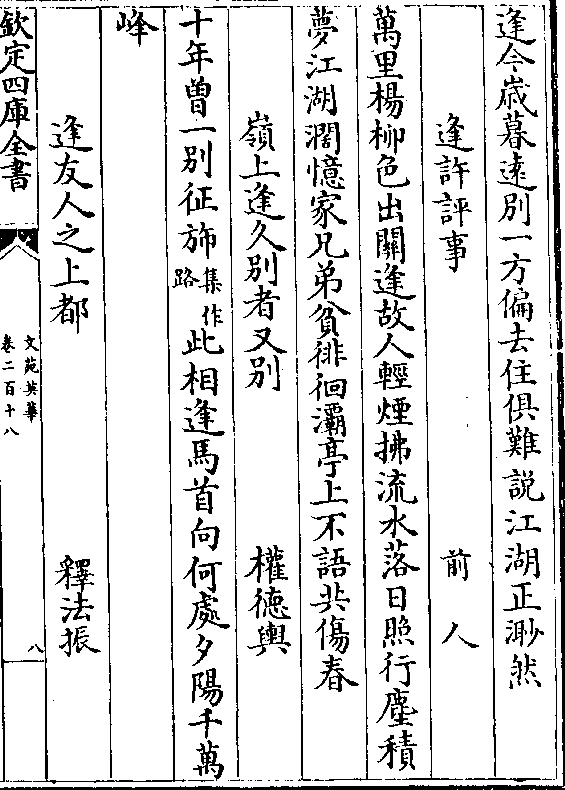 逢今歳暮逺別一方偏去住俱難説江湖正渺然
逢許評事 前人
萬里楊柳色出關逢故人輕煙拂流水落日照行塵積
夢江湖濶憶家兄弟貧徘徊灞亭上不語共傷春
嶺上逢久別者又別 權徳輿
十年曾一別征斾集作路此相逢馬首向何處夕陽千萬
峰
逢友人之上都 釋法振
欽定四庫全書
文苑英華
卷二百十八
八